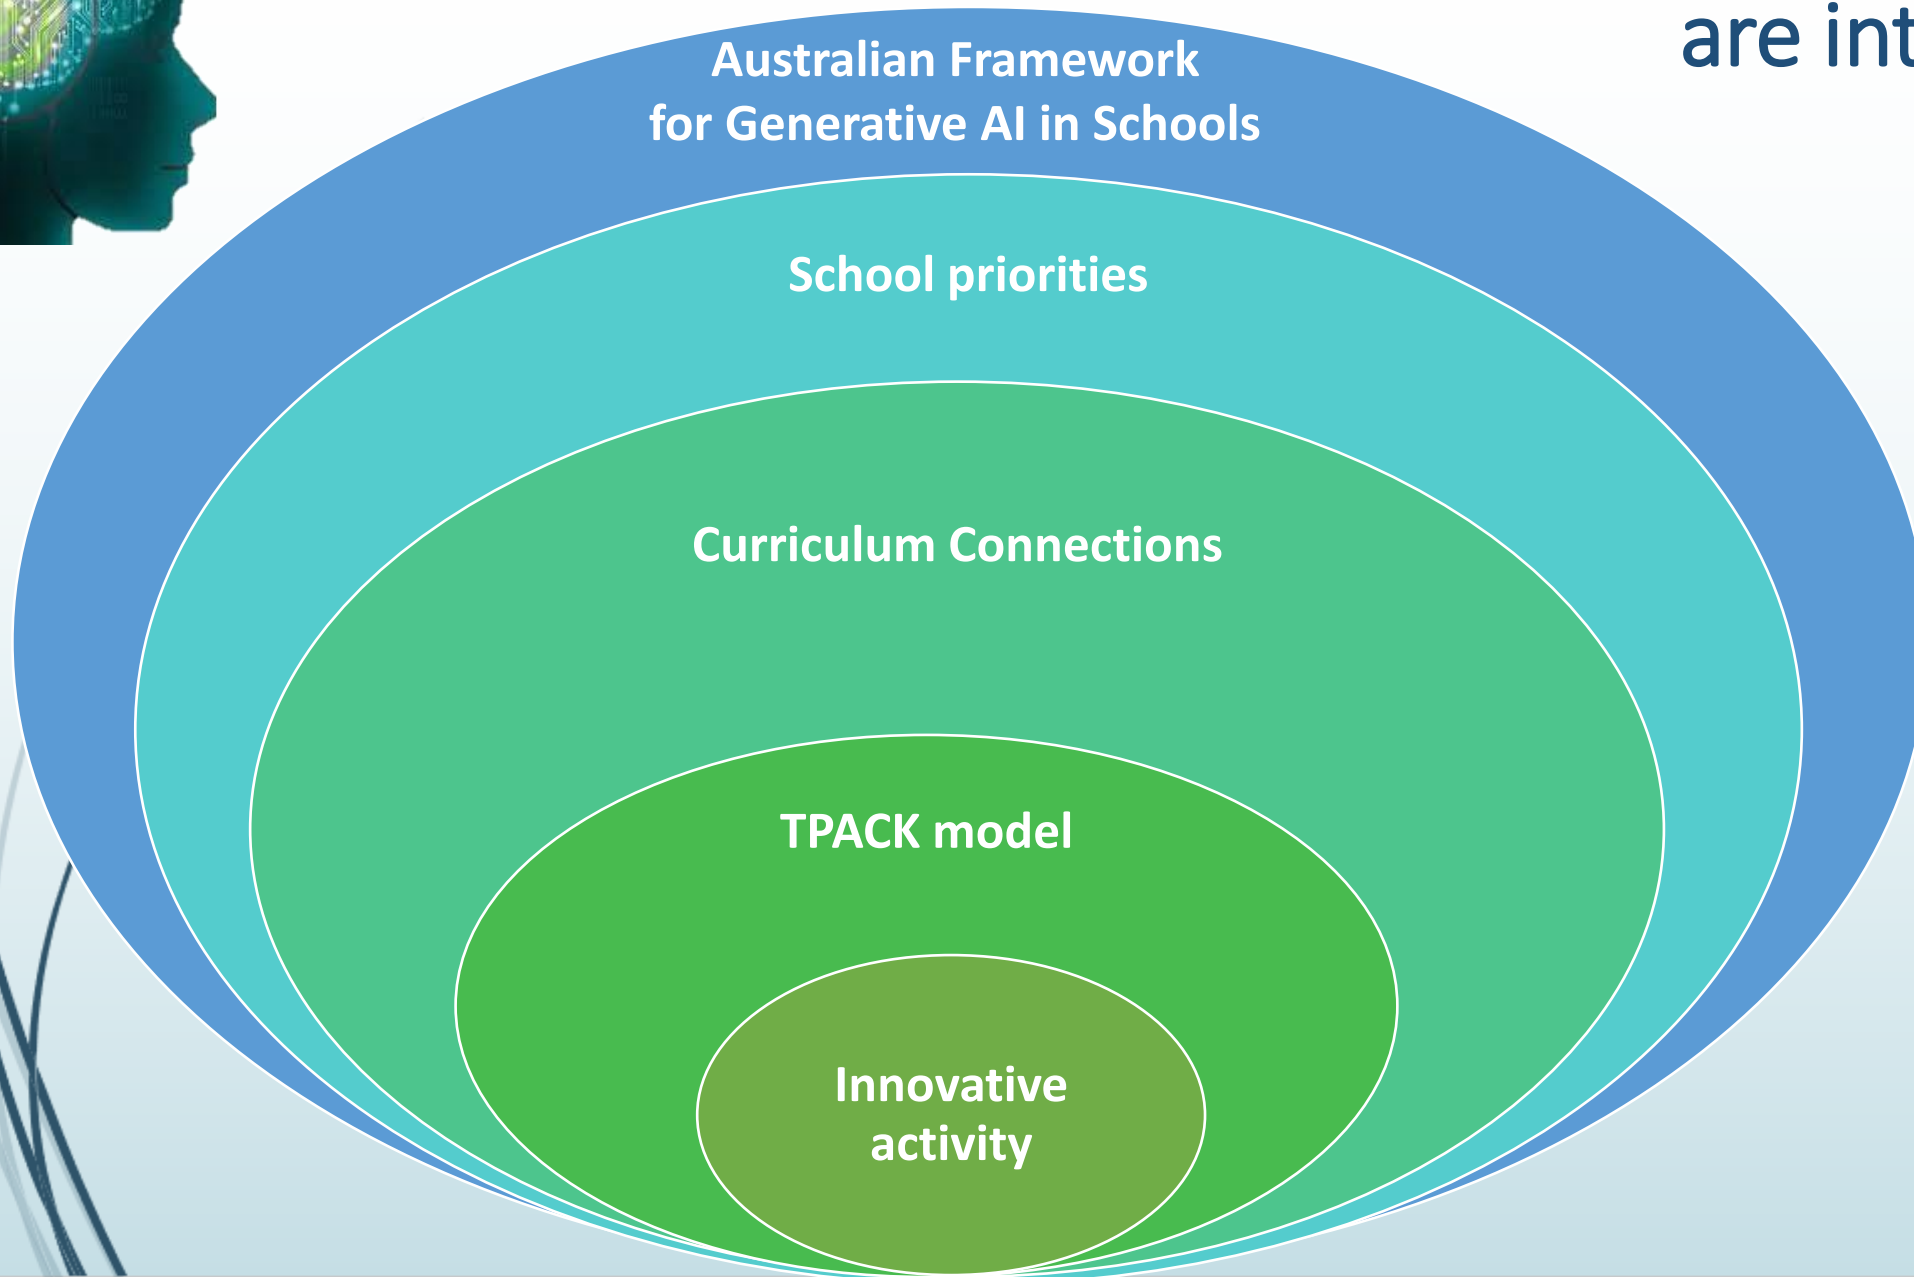 are int
Australian Framework
for Generative AI in Schools
School priorities
Curriculum Connections
TPACK model
Innovative
activity